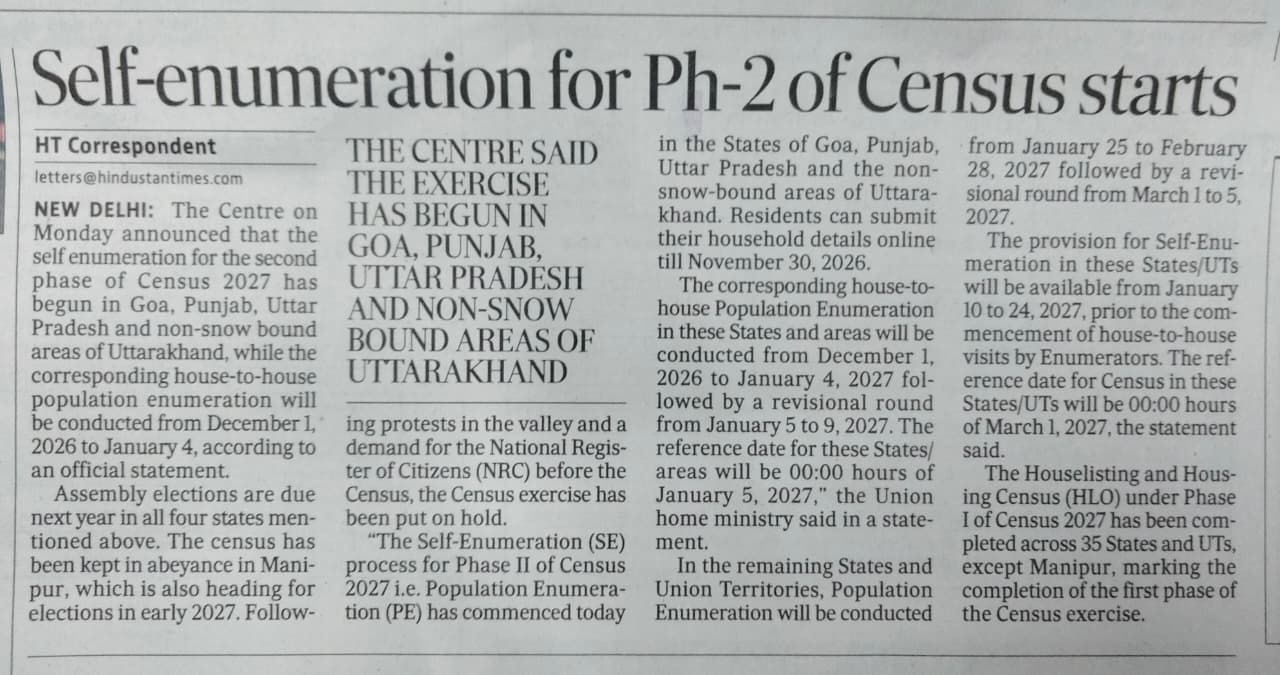 Self-enumeration for Ph-2 of Census starts
HT Correspondent
letters@hindustantimes.com
NEW DELHI: The Centre on
Monday announced that the
self enumeration for the second
phase of Census 2027 has
begun in Goa, Punjab, Uttar
Pradesh and non-snow bound
areas of Uttarakhand, while the
corresponding house-to-house
population enumeration will
be conducted from December 1,
2026 to January 4, according to
an official statement.
Assembly elections are due
next year in all four states men-
tioned above. The census has
been kept in abeyance in Mani-
pur, which is also heading for
elections in early 2027. Follow-
THE CENTRE SAID
THE EXERCISE
HAS BEGUN IN
GOA, PUNJAB,
UTTAR PRADESH
AND NON-SNOW
BOUND AREAS OF
UTTARAKHAND
ing protests in the valley and a
demand for the National Regis-
ter of Citizens (NRC) before the
Census, the Census exercise has
been put on hold.
“The Self-Enumeration (SE)
process for Phase II of Census
2027 i.e. Population Enumera-
tion (PE) has commenced today
in the States of Goa, Punjab,
Uttar Pradesh and the non-
snow-bound areas of Uttara-
khand. Residents can submit
their household details online
till November 30, 2026.
The corresponding house-to-
house Population Enumeration
in these States and areas will be
conducted from December 1,
2026 to January 4, 2027 fol-
lowed by a revisional round
from January 5 to 9, 2027. The
reference date for these States/
areas will be 00:00 hours of
January 5, 2027,” the Union
home ministry said in a state-
ment.
In the remaining States and
Union Territories, Population
Enumeration will be conducted
from January 25 to February
28, 2027 followed by a revi-
sional round from March 1 to 5,
2027.
The provision for Self-Enu-
meration in these States/UTs
will be available from January
10 to 24, 2027, prior to the com-
mencement of house-to-house
visits by Enumerators. The ref-
erence date for Census in these
States/UTs will be 00:00 hours
of March 1, 2027, the statement
said.
The Houselisting and Hous-
ing Census (HLO) under Phase
I of Census 2027 has been com-
pleted across 35 States and UTs,
except Manipur, marking the
completion of the first phase of
the Census exercise.